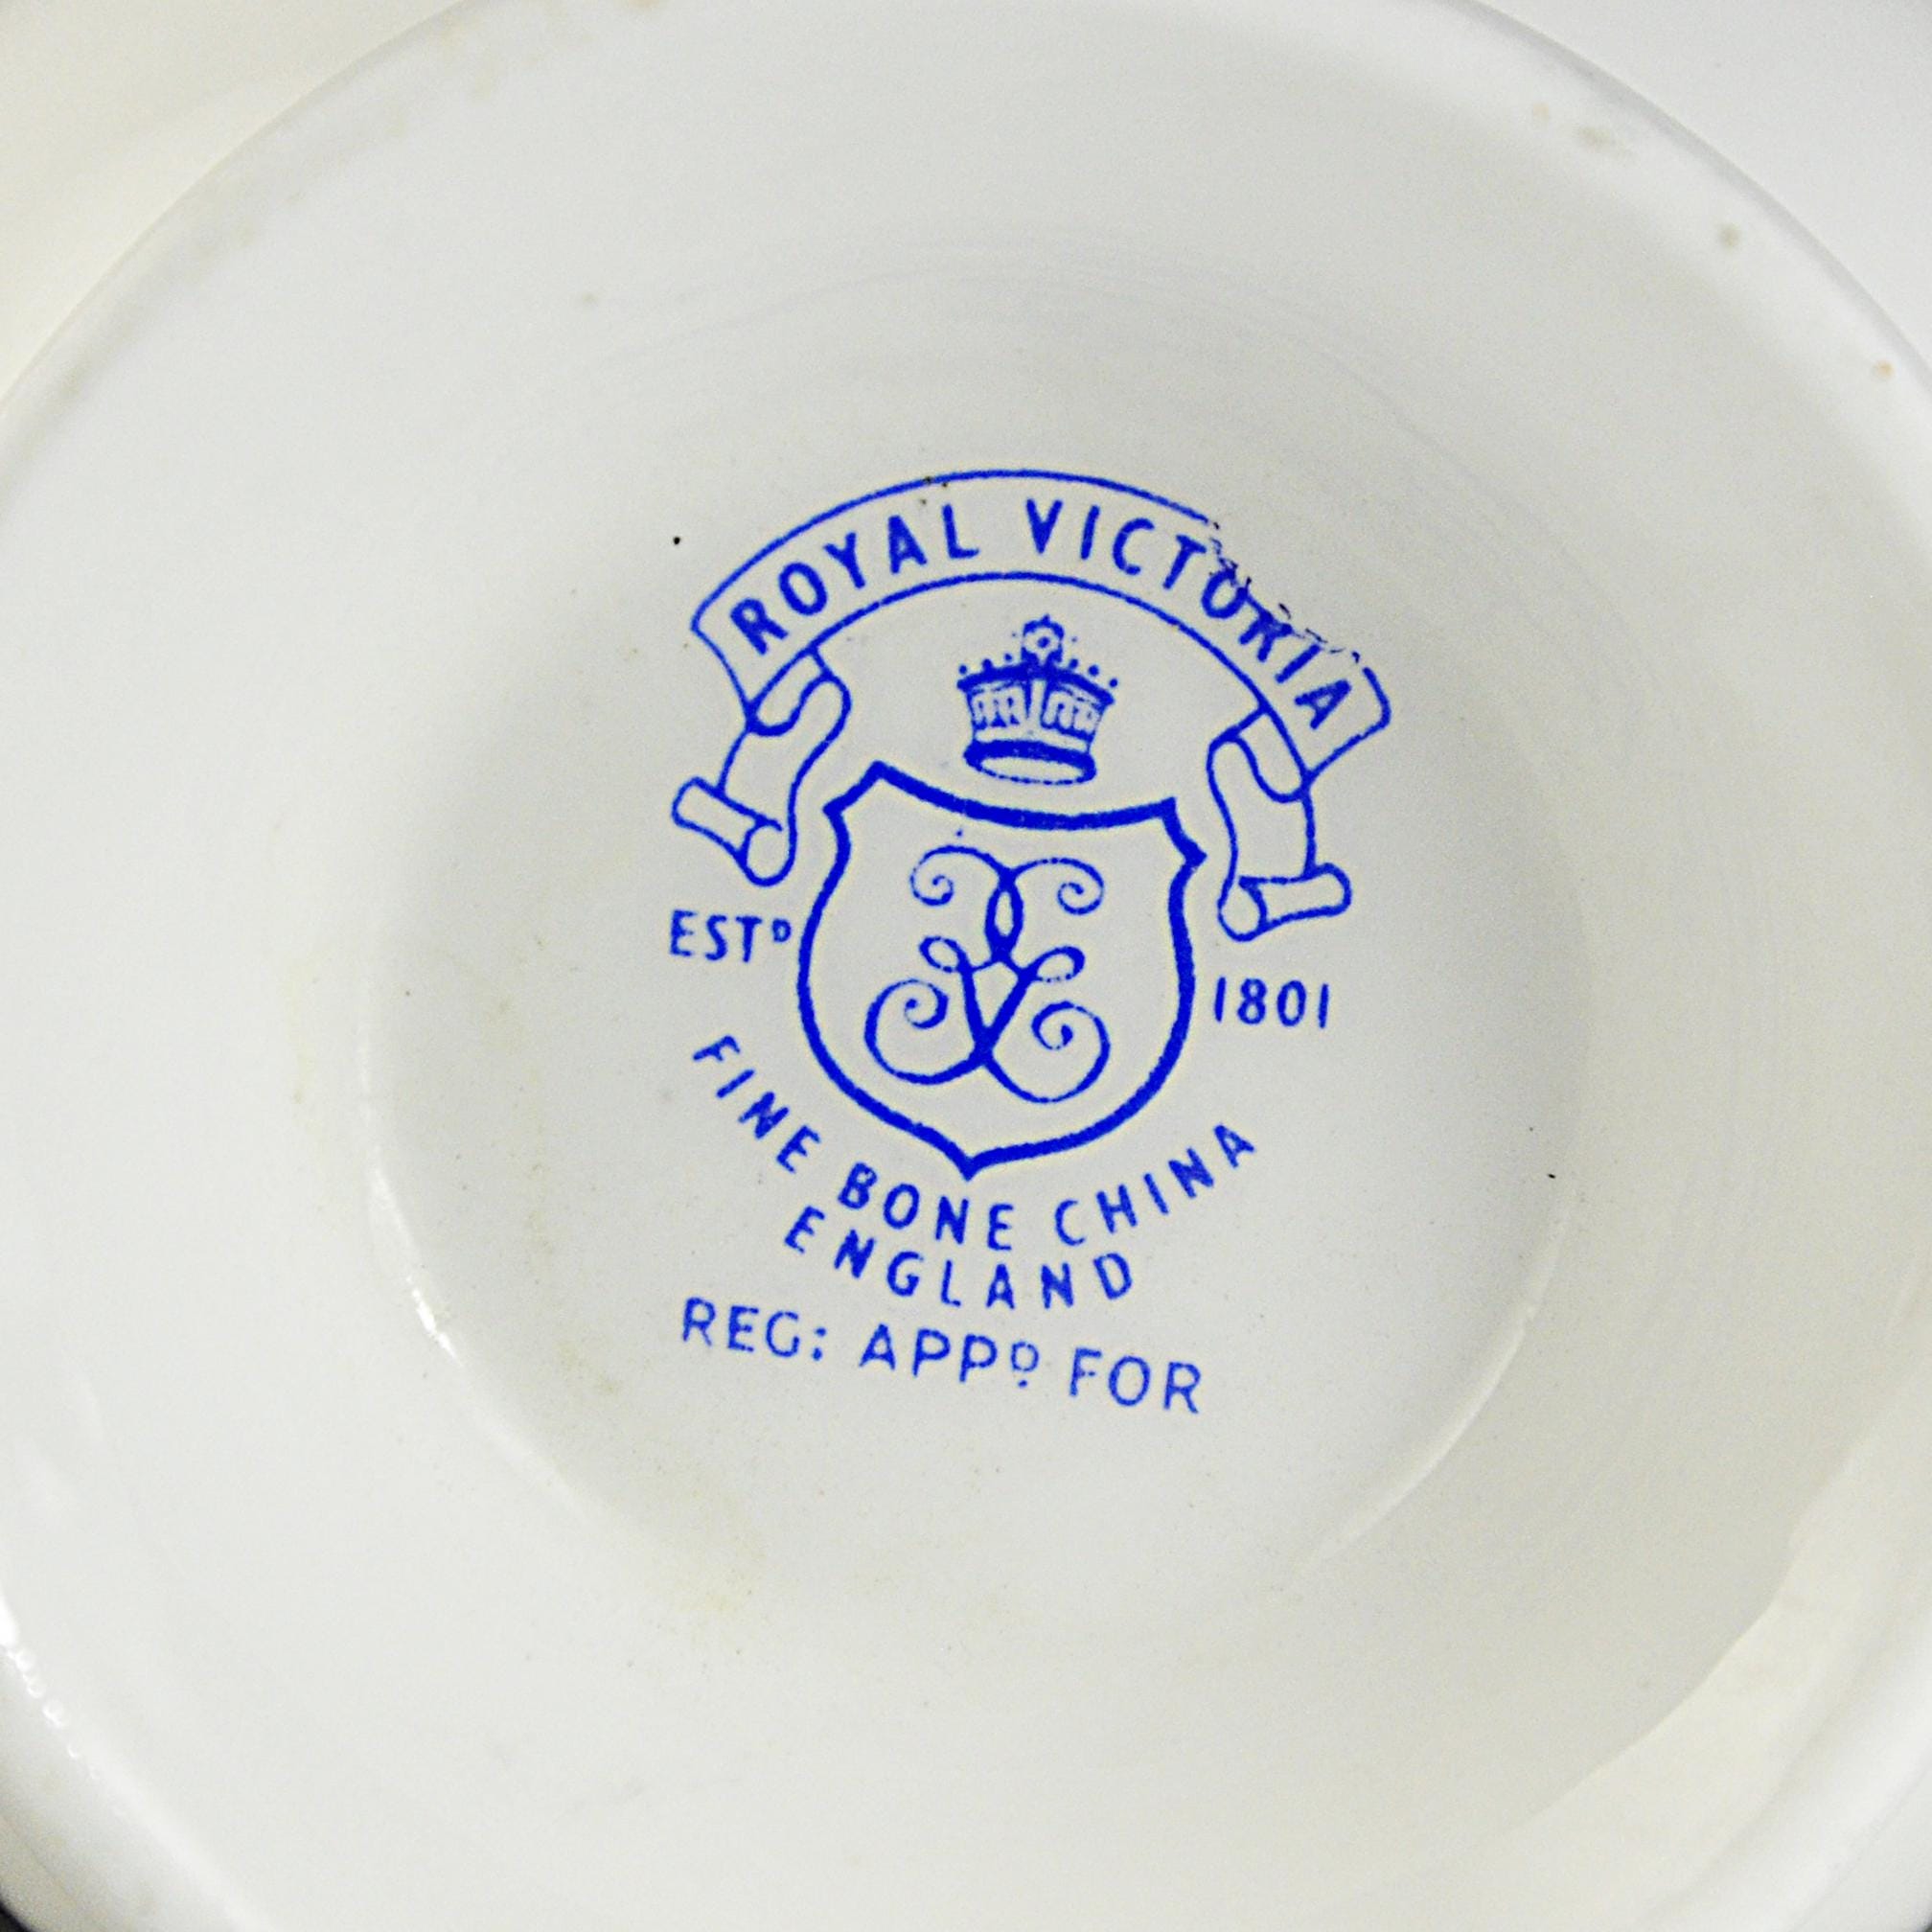 ROYAL VICTORIA
ESTD 1801
FINE BONE CHINA
ENGLAND
REG: APPD FOR